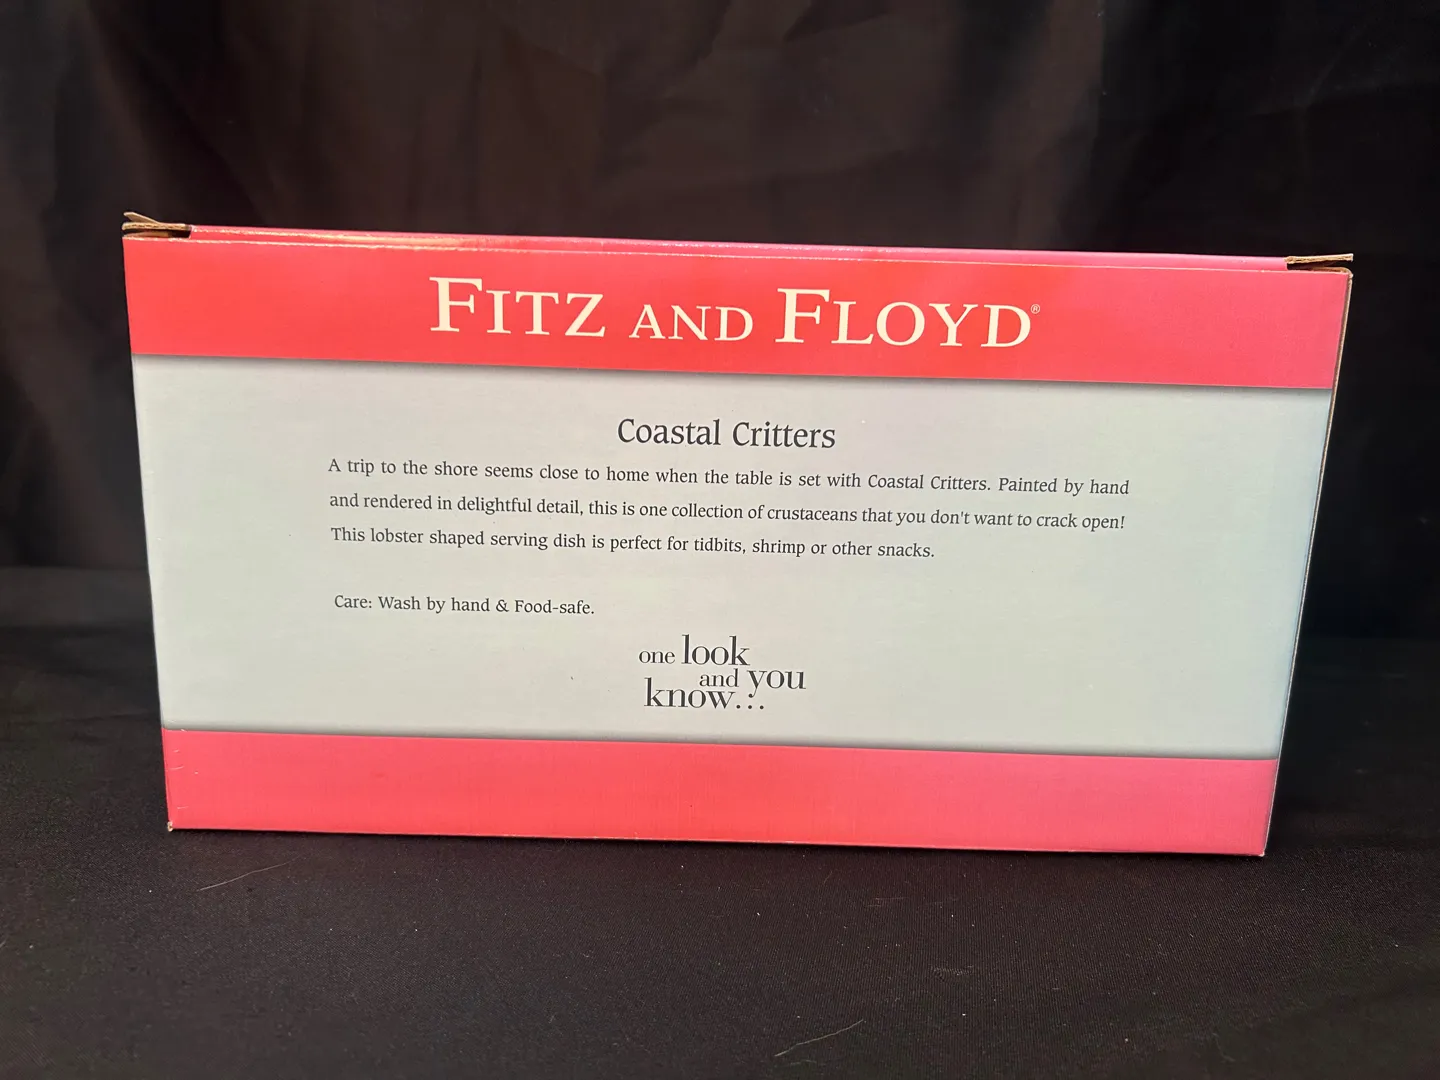 FITZ AND FLOYD®
Coastal Critters
A trip to the shore seems close to home when the table is set with Coastal Critters. Painted by hand
and rendered in delightful detail, this is one collection of crustaceans that you don't want to crack open!
This lobster shaped serving dish is perfect for tidbits, shrimp or other snacks.
Care: Wash by hand & Food-safe.
one look
and you
know...